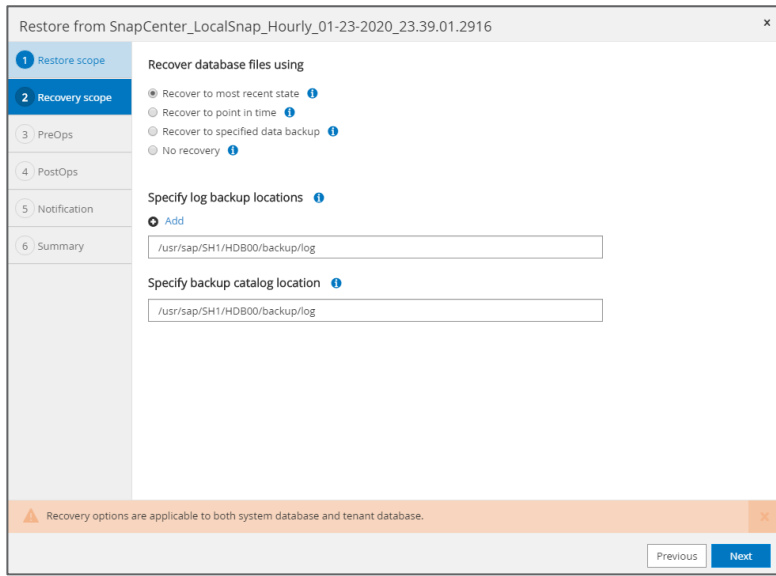 Restore from SnapCenter_LocalSnap_Hourly_01-23-2020_23.39.01.2916
x
1 Restore scope
2 Recovery scope
3 PreOps
4 PostOps
5 Notification
6 Summary
Recover database files using
Recover to most recent state
Recover to point in time
Recover to specified data backup
No recovery
Specify log backup locations
Add
/usr/sap/SH1/HDB00/backup/log
Specify backup catalog location
/usr/sap/SH1/HDB00/backup/log
Recovery options are applicable to both system database and tenant database.
Previous
Next